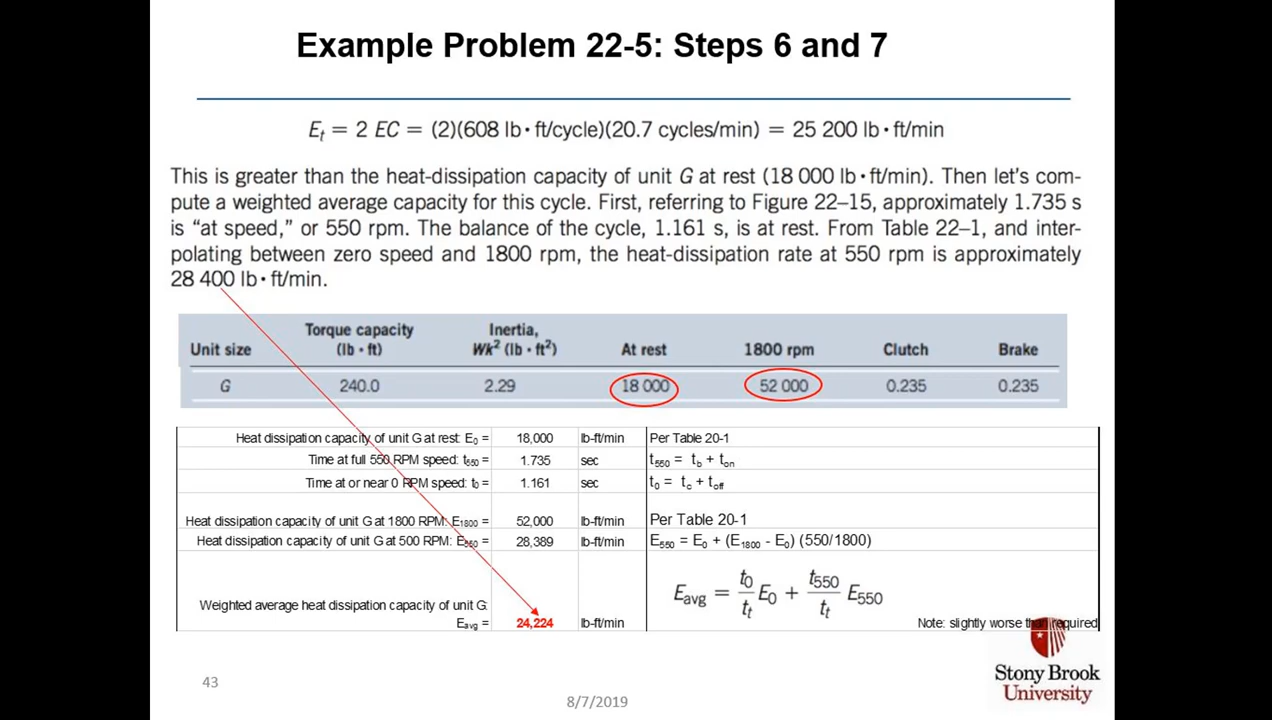 Example Problem 22-5: Steps 6 and 7
Eₜ = 2 EC = (2)(608 lb·ft/cycle)(20.7 cycles/min) = 25 200 lb·ft/min
This is greater than the heat-dissipation capacity of unit G at rest (18 000 lb·ft/min). Then let's com-
pute a weighted average capacity for this cycle. First, referring to Figure 22–15, approximately 1.735 s
is “at speed,” or 550 rpm. The balance of the cycle, 1.161 s, is at rest. From Table 22–1, and inter-
polating between zero speed and 1800 rpm, the heat-dissipation rate at 550 rpm is approximately
28 400 lb·ft/min.
Unit size Torque capacity (lb·ft) Inertia, Wk² (lb·ft²) At rest 1800 rpm Clutch Brake
G 240.0 2.29 18 000 52 000 0.235 0.235
Heat dissipation capacity of unit G at rest: E₀ = 18,000 lb-ft/min Per Table 20-1
Time at full 550 RPM speed: t₅₅₀ = 1.735 sec t₅₅₀ = t_b + t_on
Time at or near 0 RPM speed: t₀ = 1.161 sec t₀ = t_c + t_off
Heat dissipation capacity of unit G at 1800 RPM: E₁₈₀₀ = 52,000 lb-ft/min Per Table 20-1
Heat dissipation capacity of unit G at 500 RPM: E₅₅₀ = 28,389 lb-ft/min E₅₅₀ = E₀ + (E₁₈₀₀ - E₀) (550/1800)
E_avg = t₀/tₜ E₀ + t₅₅₀/tₜ E₅₅₀
Weighted average heat dissipation capacity of unit G:
E_avg = 24,224 lb-ft/min Note: slightly worse than required
Stony Brook
University
43
8/7/2019